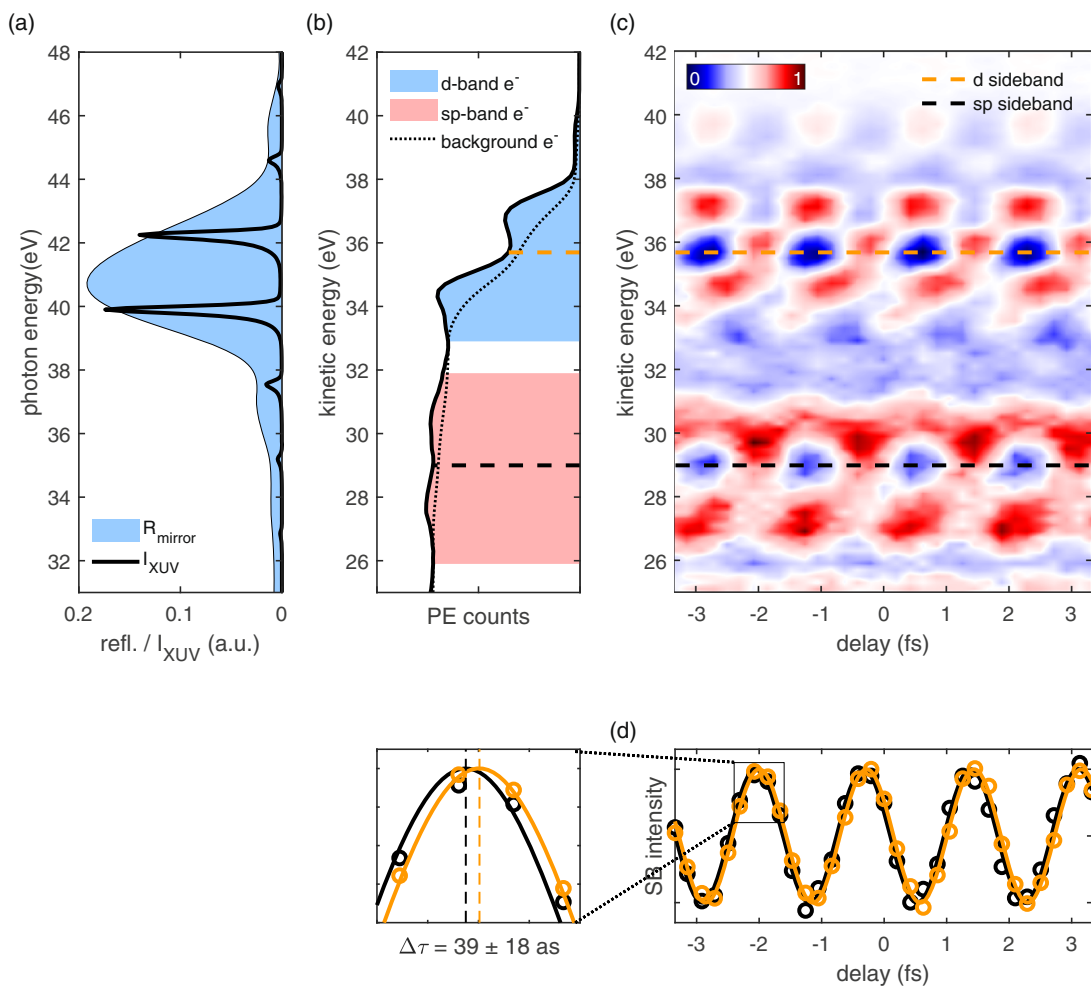 (a)
48
46
44
42
40
38
36
34
32
photon energy(eV)
0.2
0.1
0
refl. / I_XUV (a.u.)
R_mirror
I_XUV
(b)
42
40
38
36
34
32
30
28
26
kinetic energy (eV)
d-band e⁻
sp-band e⁻
background e⁻
PE counts
(c)
42
40
38
36
34
32
30
28
26
kinetic energy (eV)
0
1
d sideband
sp sideband
-3
-2
-1
0
1
2
3
delay (fs)
Δτ = 39 ± 18 as
(d)
SB intensity
-3
-2
-1
0
1
2
3
delay (fs)